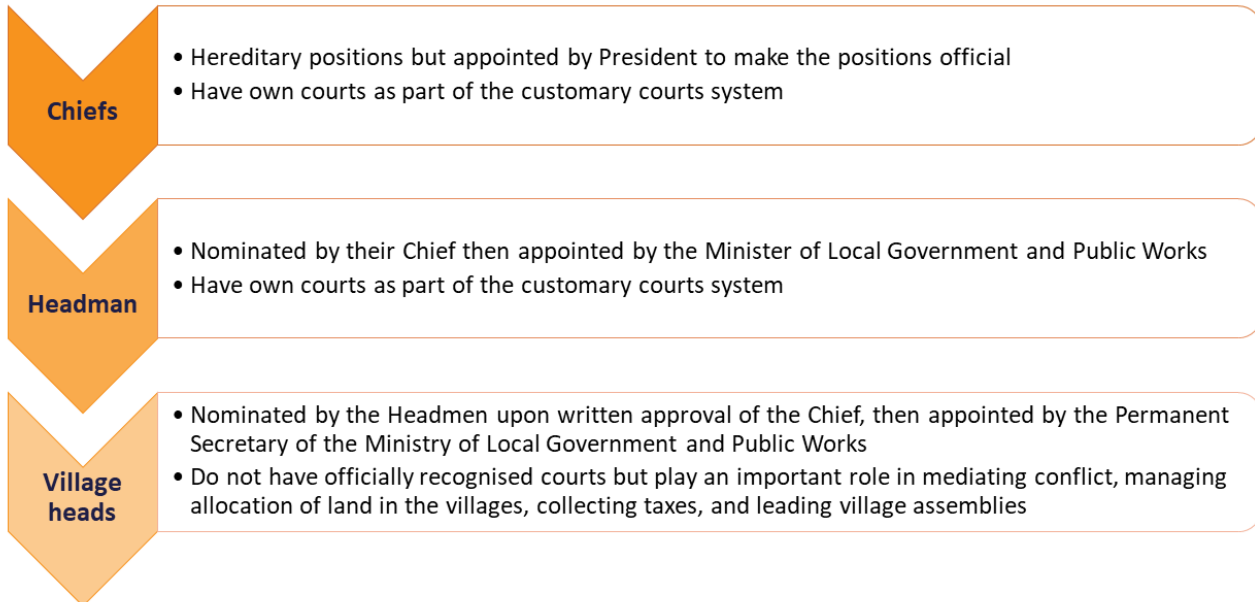 Chiefs
• Hereditary positions but appointed by President to make the positions official
• Have own courts as part of the customary courts system
Headman
• Nominated by their Chief then appointed by the Minister of Local Government and Public Works
• Have own courts as part of the customary courts system
Village
heads
• Nominated by the Headmen upon written approval of the Chief, then appointed by the Permanent
Secretary of the Ministry of Local Government and Public Works
• Do not have officially recognised courts but play an important role in mediating conflict, managing
allocation of land in the villages, collecting taxes, and leading village assemblies